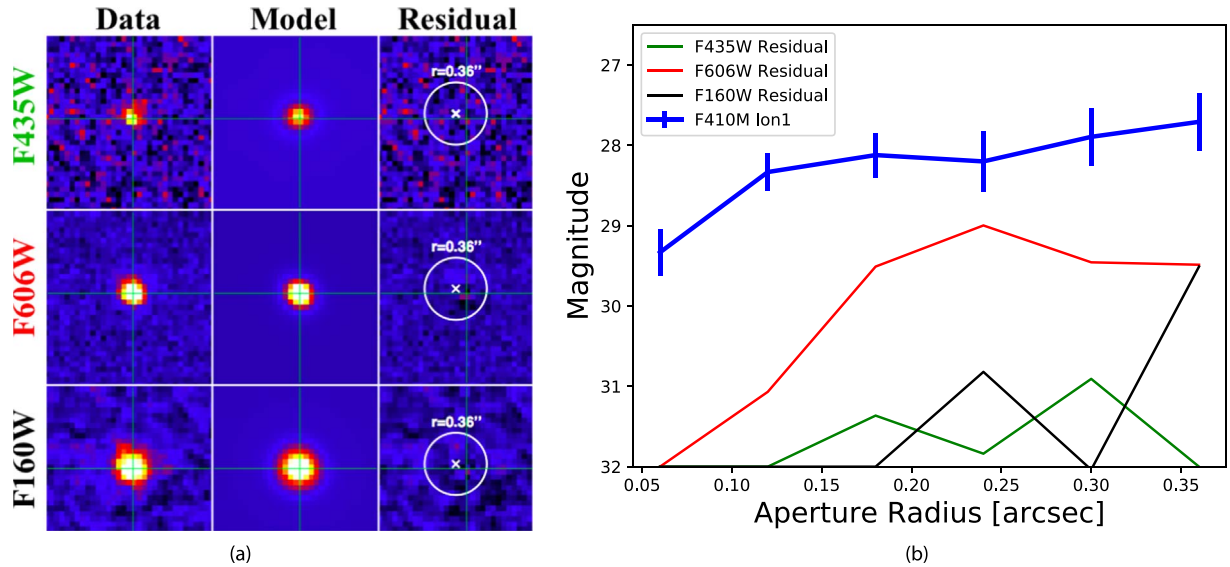 Data Model Residual
F435W
r=0.36"
F606W
r=0.36"
F160W
r=0.36"
(a)
F435W Residual
F606W Residual
F160W Residual
F410M Ion1
Magnitude
27
28
29
30
31
32
0.05 0.10 0.15 0.20 0.25 0.30 0.35
Aperture Radius [arcsec]
(b)